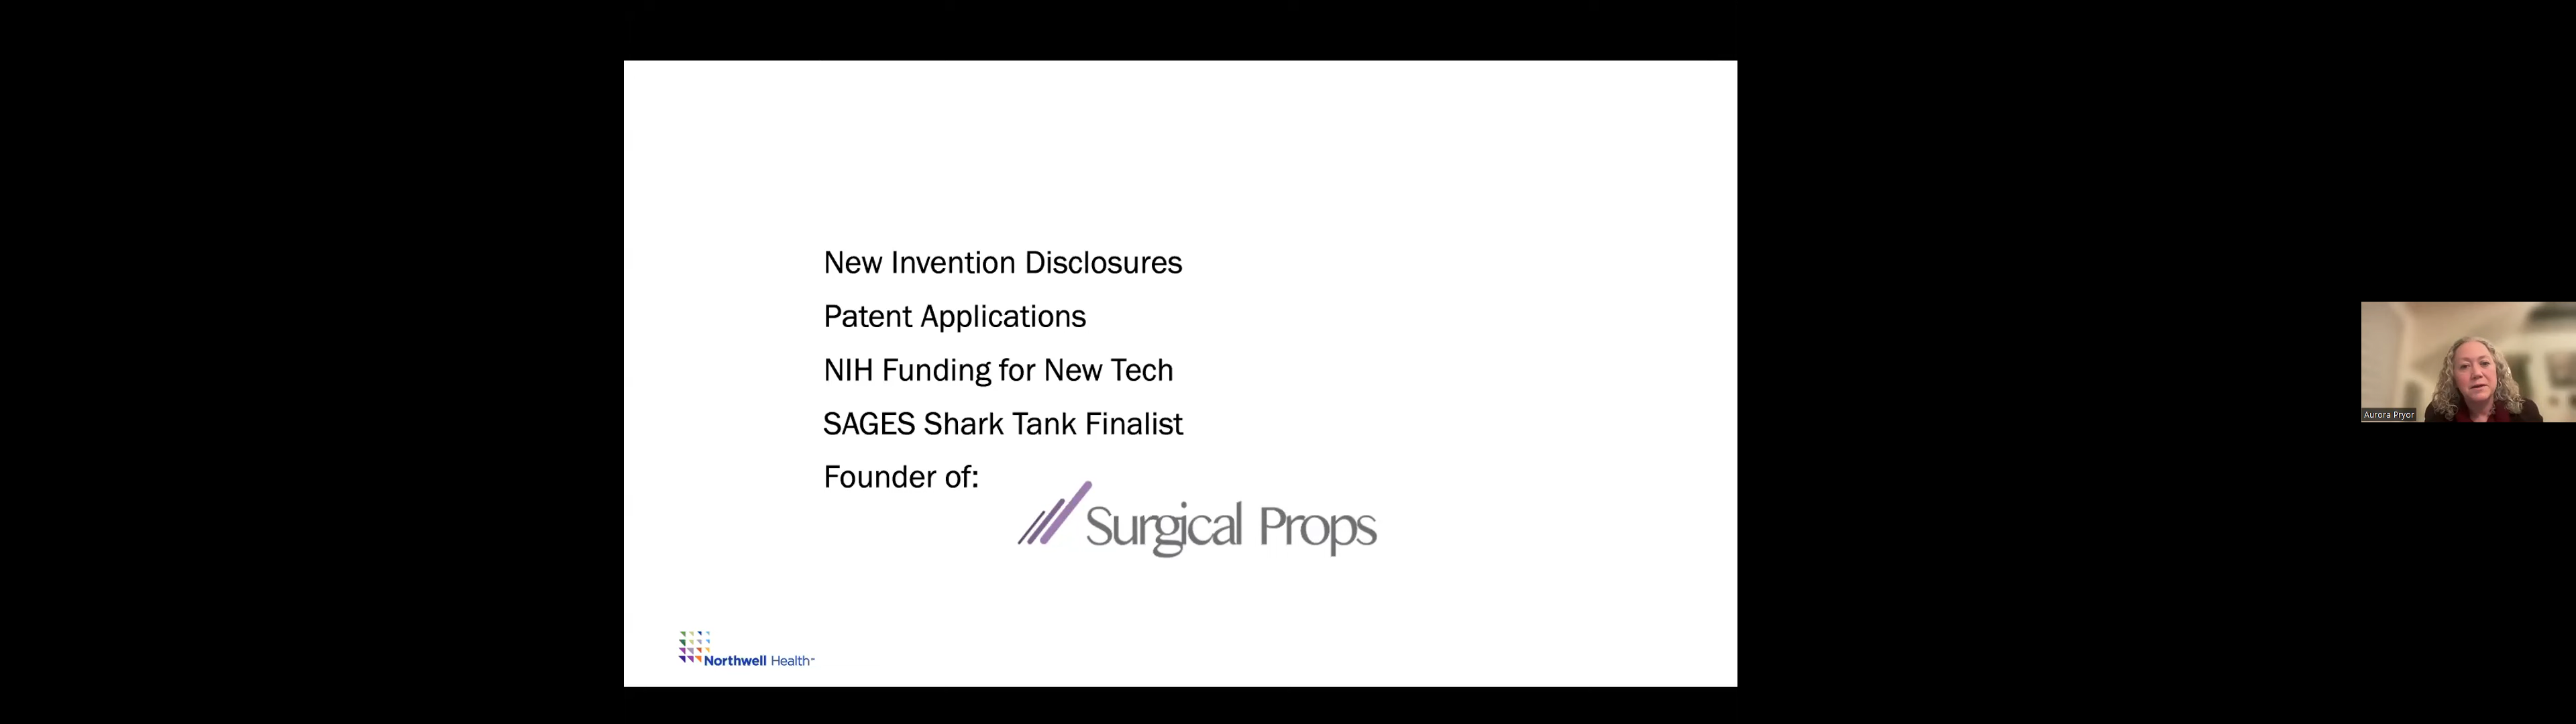 New Invention Disclosures
Patent Applications
NIH Funding for New Tech
SAGES Shark Tank Finalist
Founder of:
Surgical Props
Northwell Health
Aurora Pryor